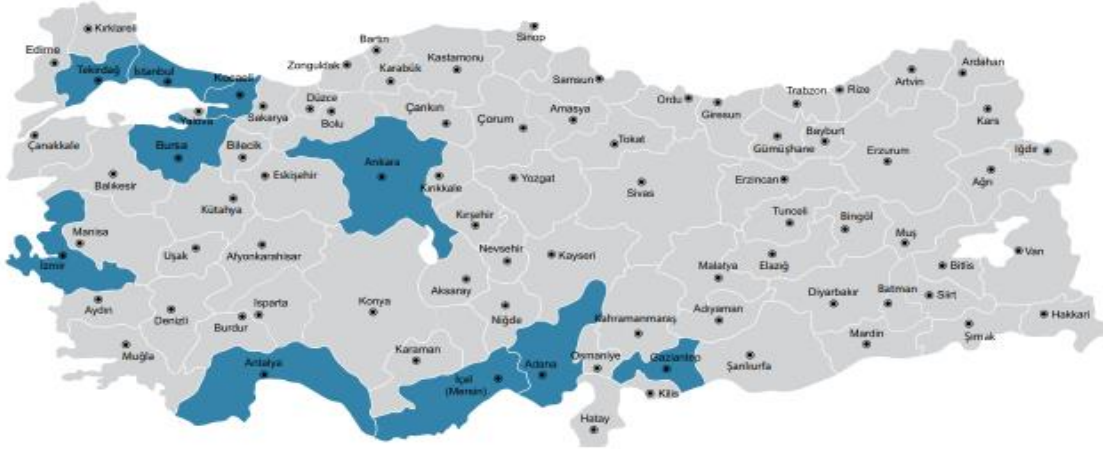 Kırklareli
Edirne
Tekirdağ
İstanbul
Kocaeli
Yalova
Sakarya
Düzce
Bolu
Zonguldak
Bartın
Karabük
Kastamonu
Sinop
Çankırı
Çorum
Samsun
Amasya
Tokat
Ordu
Giresun
Trabzon
Rize
Artvin
Ardahan
Kars
Gümüşhane
Bayburt
Erzurum
Iğdır
Ağrı
Çanakkale
Balıkesir
Bursa
Bilecik
Eskişehir
Kütahya
Ankara
Kırıkkale
Yozgat
Sivas
Erzincan
Tunceli
Bingöl
Muş
Van
Manisa
İzmir
Uşak
Afyonkarahisar
Kırşehir
Nevsehir
Kayseri
Malatya
Elazığ
Bitlis
Siirt
Batman
Diyarbakır
Hakkari
Şırnak
Mardin
Aydın
Denizli
Isparta
Burdur
Konya
Aksaray
Niğde
Kahramanmaraş
Adıyaman
Muğla
Antalya
Karaman
İçel
(Mersin)
Adana
Osmaniye
Gaziantep
Şanlıurfa
Kilis
Hatay